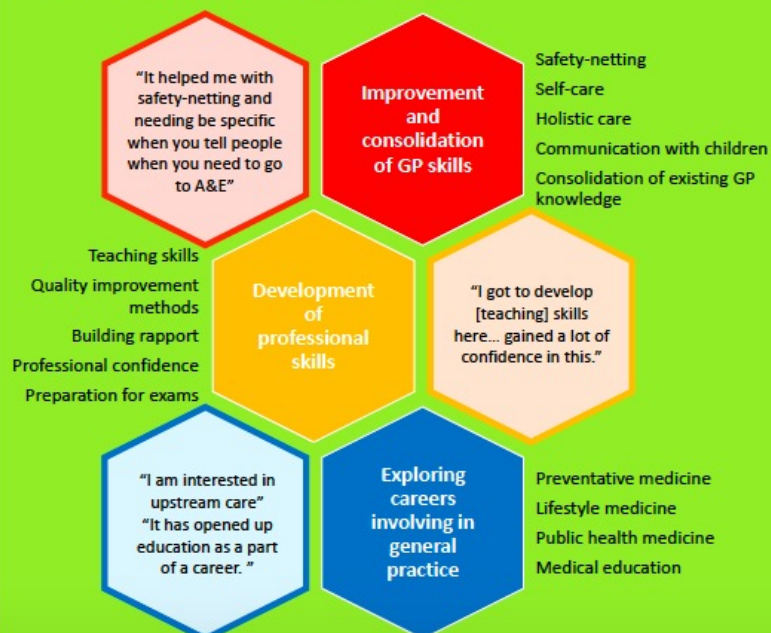 “It helped me with
safety-netting and
needing be specific
when you tell people
when you need to go
to A&E”
Improvement
and
consolidation
of GP skills
Safety-netting
Self-care
Holistic care
Communication with children
Consolidation of existing GP
knowledge
Teaching skills
Quality improvement
methods
Building rapport
Professional confidence
Preparation for exams
Development
of
professional
skills
“I got to develop
[teaching] skills
here... gained a lot of
confidence in this.”
“I am interested in
upstream care”
“It has opened up
education as a part
of a career. ”
Exploring
careers
involving in
general
practice
Preventative medicine
Lifestyle medicine
Public health medicine
Medical education